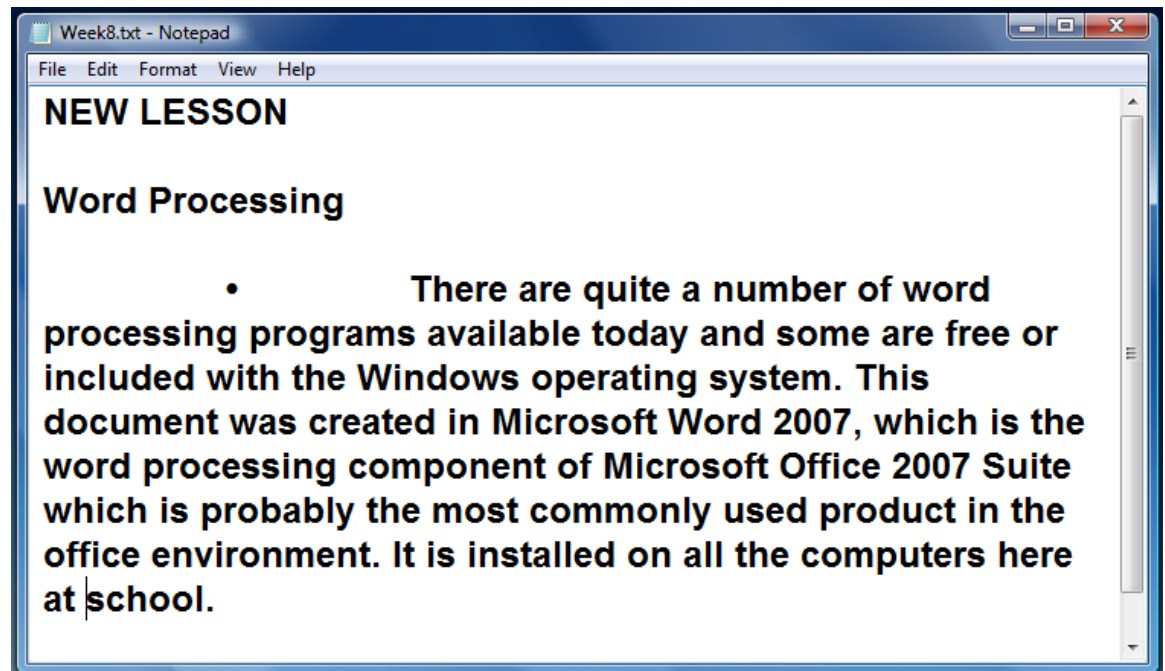 Week8.txt - Notepad
File Edit Format View Help
NEW LESSON
Word Processing
• There are quite a number of word
processing programs available today and some are free or
included with the Windows operating system. This
document was created in Microsoft Word 2007, which is the
word processing component of Microsoft Office 2007 Suite
which is probably the most commonly used product in the
office environment. It is installed on all the computers here
at school.